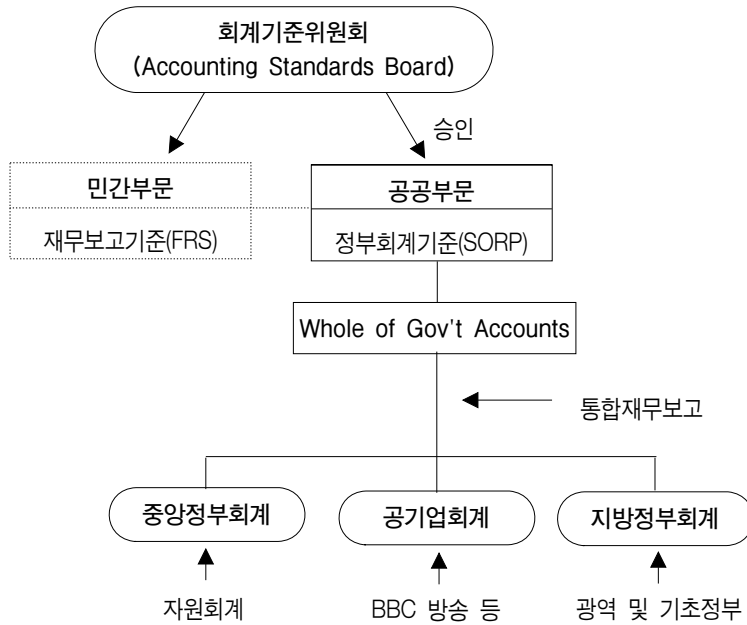 회계기준위원회
(Accounting Standards Board)
승인
민간부문
공공부문
재무보고기준(FRS)
정부회계기준(SORP)
Whole of Gov't Accounts
통합재무보고
중앙정부회계
공기업회계
지방정부회계
자원회계
BBC 방송 등
광역 및 기초정부